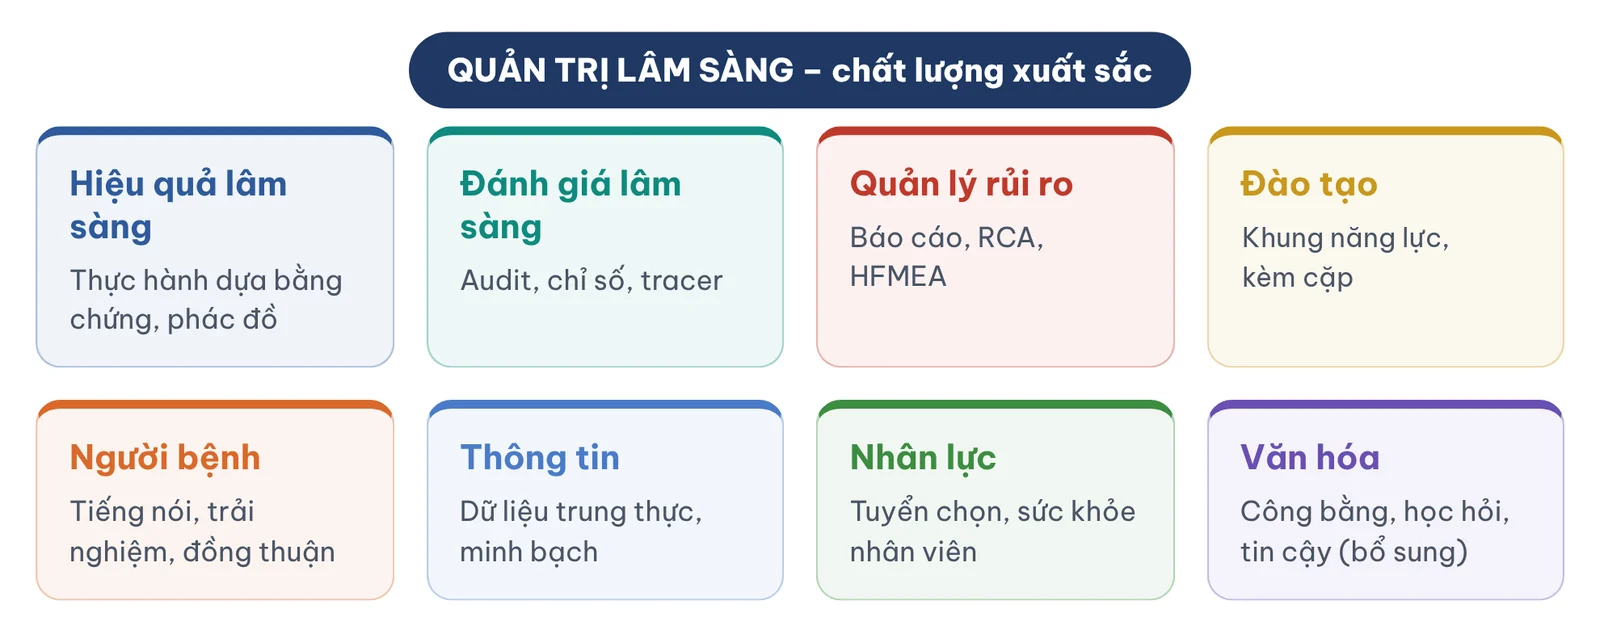 QUẢN TRỊ LÂM SÀNG – chất lượng xuất sắc
Hiệu quả lâm
sàng
Thực hành dựa bằng
chứng, phác đồ
Đánh giá lâm
sàng
Audit, chỉ số, tracer
Quản lý rủi ro
Báo cáo, RCA,
HFMEA
Đào tạo
Khung năng lực,
kèm cặp
Người bệnh
Tiếng nói, trải
nghiệm, đồng thuận
Thông tin
Dữ liệu trung thực,
minh bạch
Nhân lực
Tuyển chọn, sức khỏe
nhân viên
Văn hóa
Công bằng, học hỏi,
tin cậy (bổ sung)